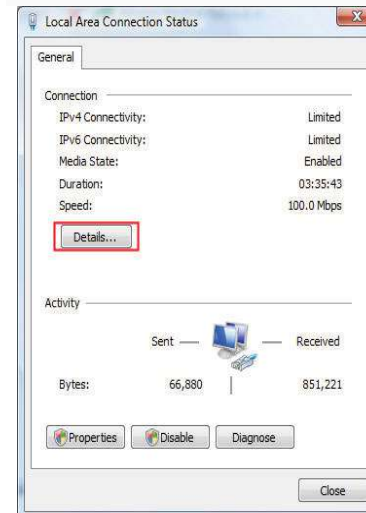 Local Area Connection Status
General
Connection
IPv4 Connectivity: Limited
IPv6 Connectivity: Limited
Media State: Enabled
Duration: 03:35:43
Speed: 100.0 Mbps
Details...
Activity
Sent Received
Bytes: 66,880 851,221
Properties Disable Diagnose
Close